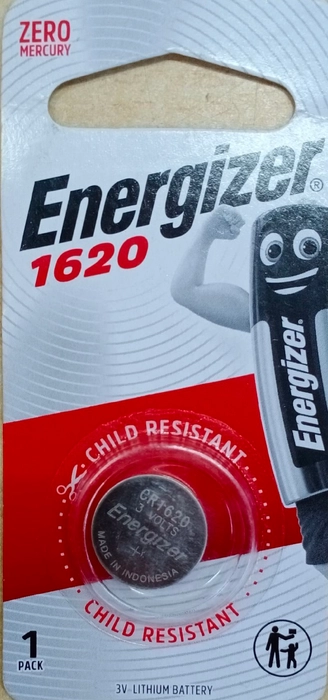 ZERO
MERCURY
Energizer®
1620
Energizer.
CHILD RESISTANT
CR1620
3 VOLTS
Energizer
+
MADE IN INDONESIA
CHILD RESISTANT
1
PACK
3V LITHIUM BATTERY